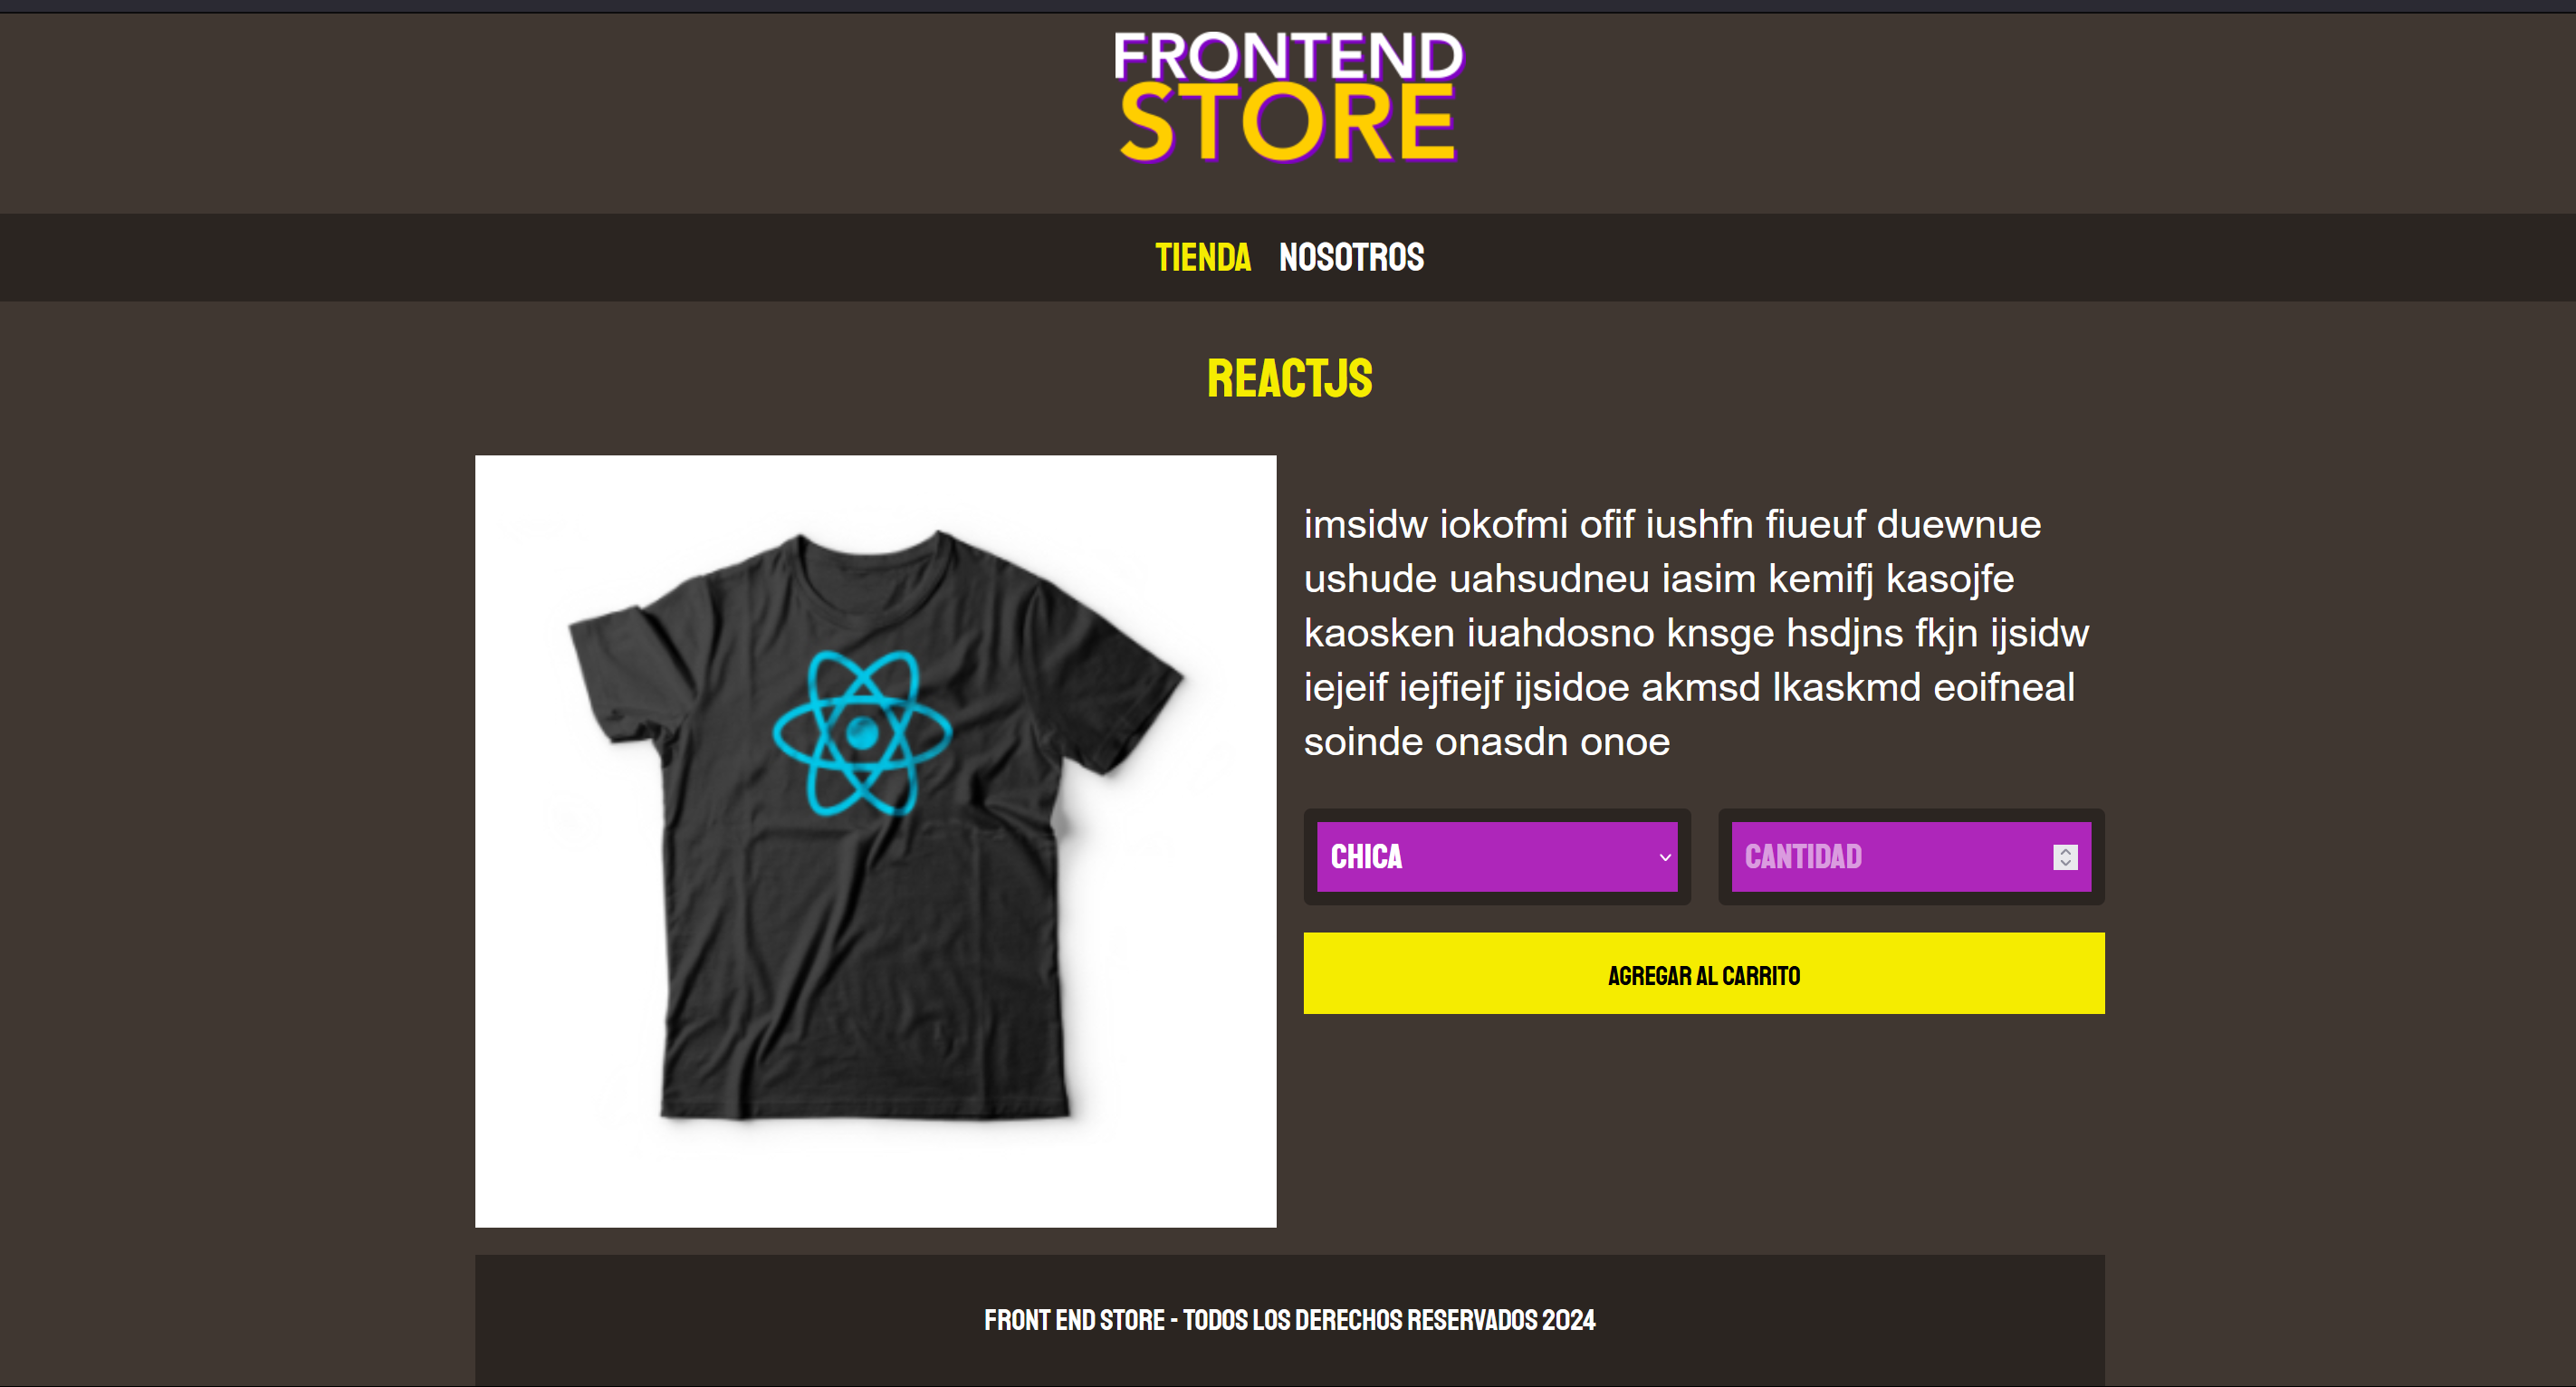 FRONTEND
STORE
TIENDA NOSOTROS
REACTJS
imsidw iokofmi ofif iushfn fiueuf duewnue
ushude uahsudneu iasim kemifj kasojfe
kaosken iuahdosno knsge hsdjns fkjn ijsidw
iejeif iejfiejf ijsidoe akmsd lkaskmd eoifneal
soinde onasdn onoe
CHICA
CANTIDAD
AGREGAR AL CARRITO
FRONT END STORE - TODOS LOS DERECHOS RESERVADOS 2024